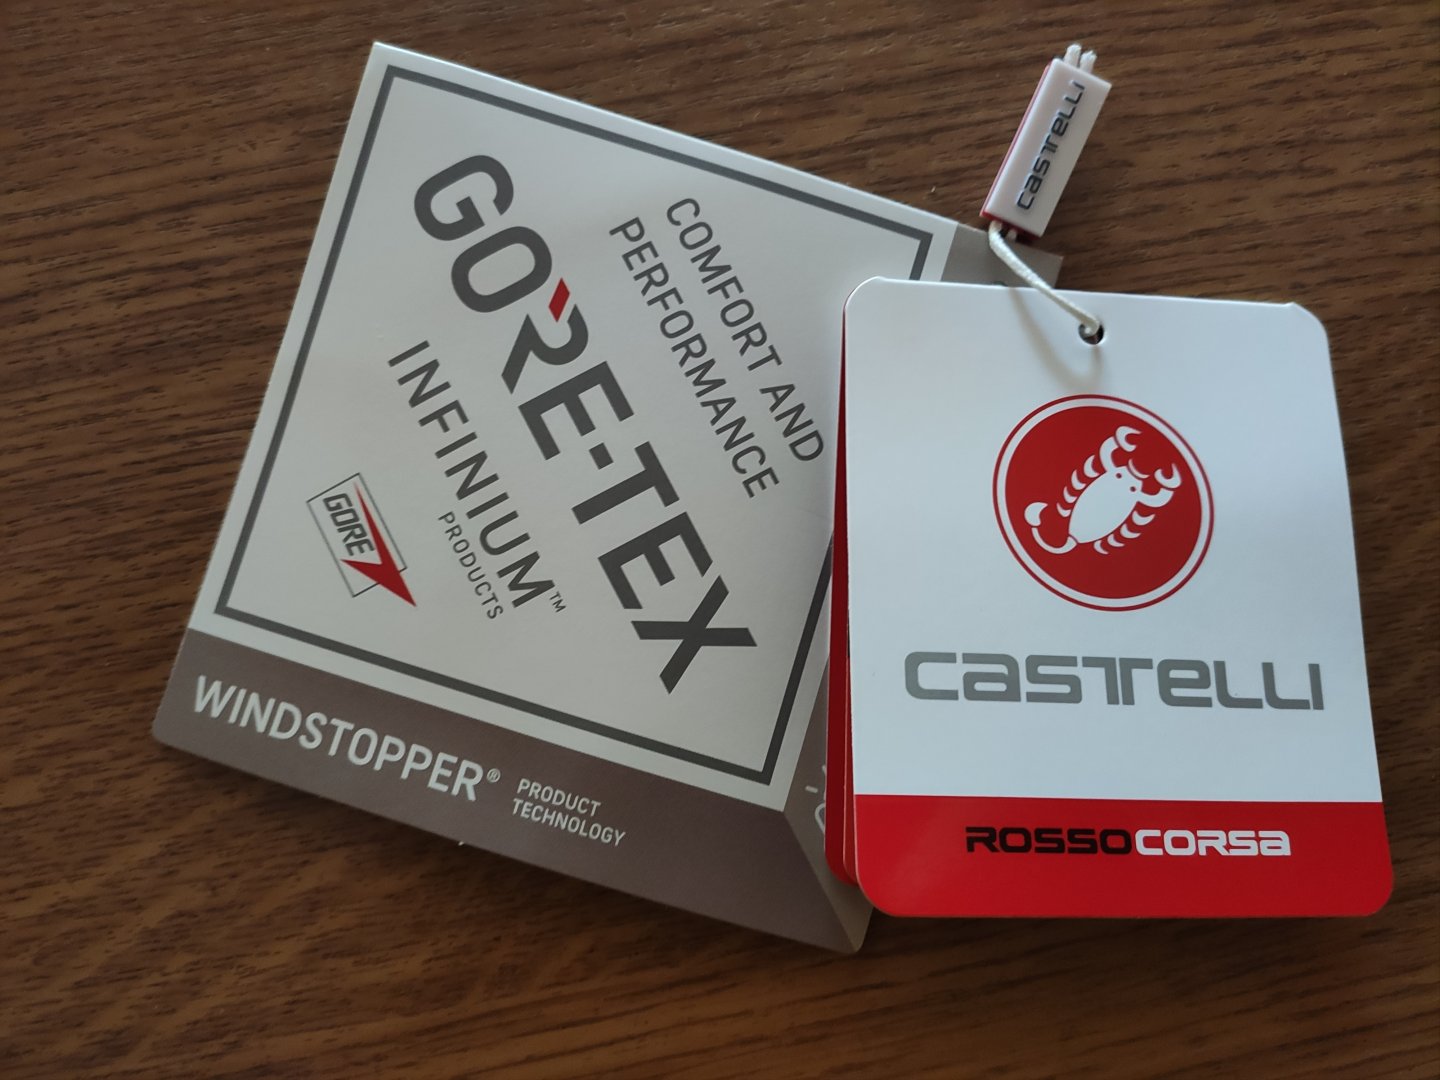 COMFORT AND
PERFORMANCE
GORE-TEX
INFINIUM™
PRODUCTS
GORE
WINDSTOPPER®
PRODUCT
TECHNOLOGY
castelli
castelli
ROSSOCORSA